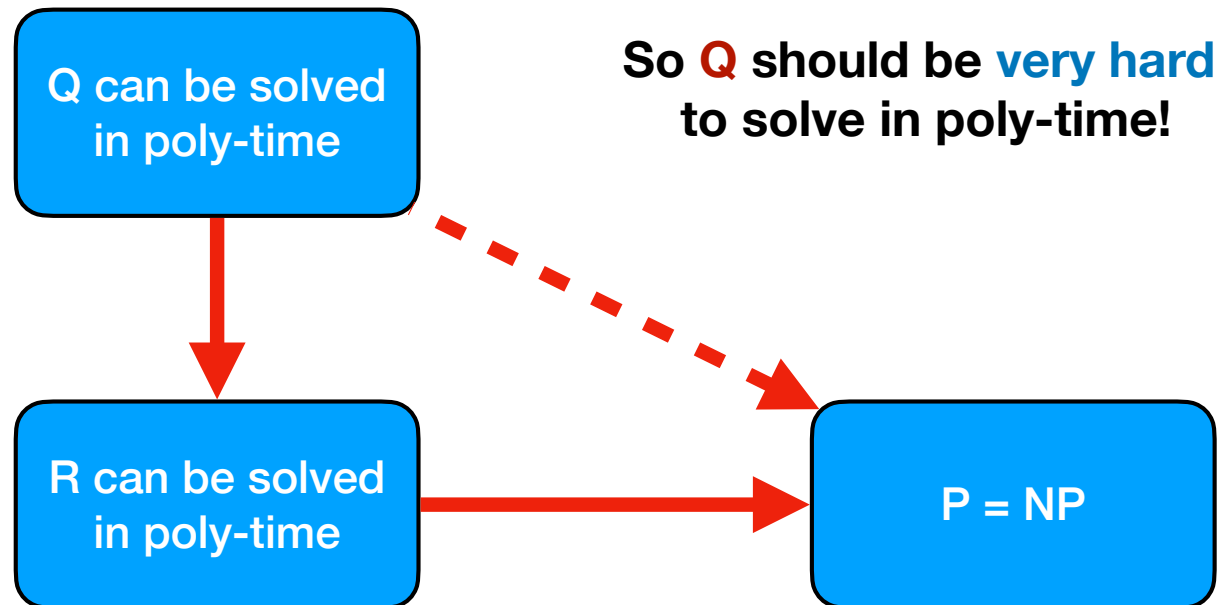 Q can be solved
in poly-time
So Q should be very hard
to solve in poly-time!
R can be solved
in poly-time
P = NP